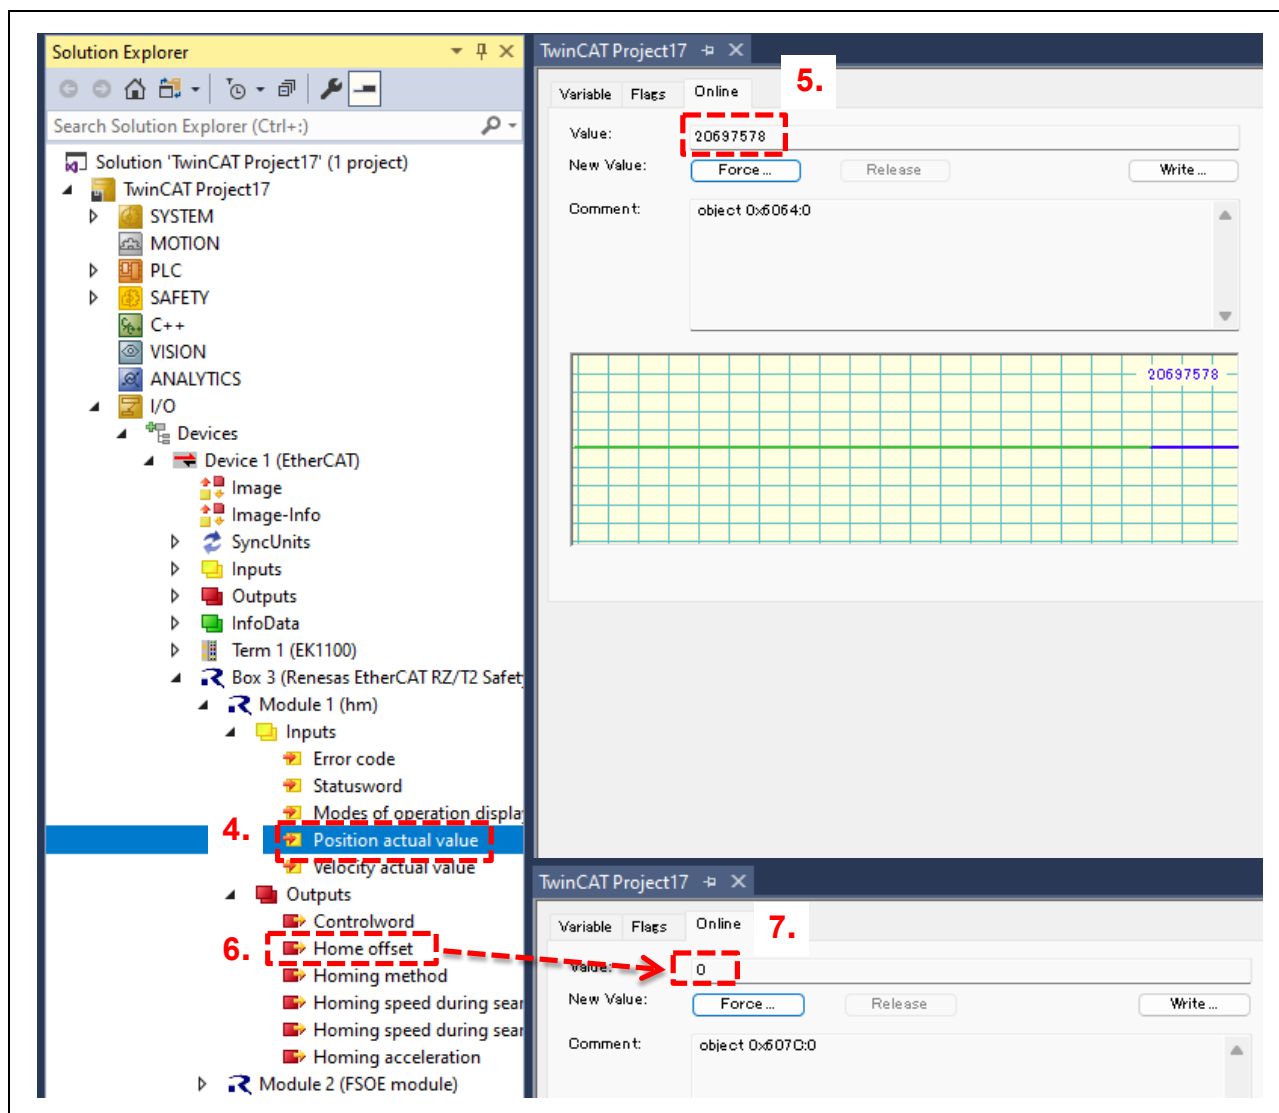 Solution Explorer
Search Solution Explorer (Ctrl+:)
Solution 'TwinCAT Project17' (1 project)
TwinCAT Project17
SYSTEM
MOTION
PLC
SAFETY
C++
VISION
ANALYTICS
I/O
Devices
Device 1 (EtherCAT)
Image
Image-Info
SyncUnits
Inputs
Outputs
InfoData
Term 1 (EK1100)
Box 3 (Renesas EtherCAT RZ/T2 Safet
Module 1 (hm)
Inputs
Error code
Statusword
Modes of operation displa
4.
Position actual value
Velocity actual value
Outputs
Controlword
6.
Home offset
Homing method
Homing speed during sear
Homing speed during sear
Homing acceleration
Module 2 (FSOE module)
TwinCAT Project17
Variable Flags Online
5.
Value: 20697578
New Value: Force... Release Write...
Comment: object 0x6064:0
20697578
TwinCAT Project17
Variable Flags Online
7.
Value: 0
New Value: Force... Release Write...
Comment: object 0x607C:0